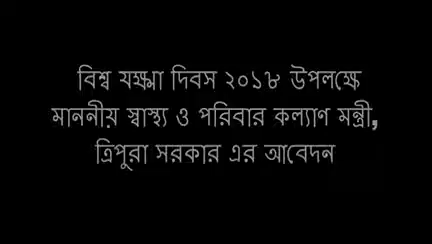 বিশ্ব যক্ষ্মা দিবস ২০১৮ উপলক্ষে
মাননীয় স্বাস্থ্য ও পরিবার কল্যাণ মন্ত্রী,
ত্রিপুরা সরকার এর আবেদন